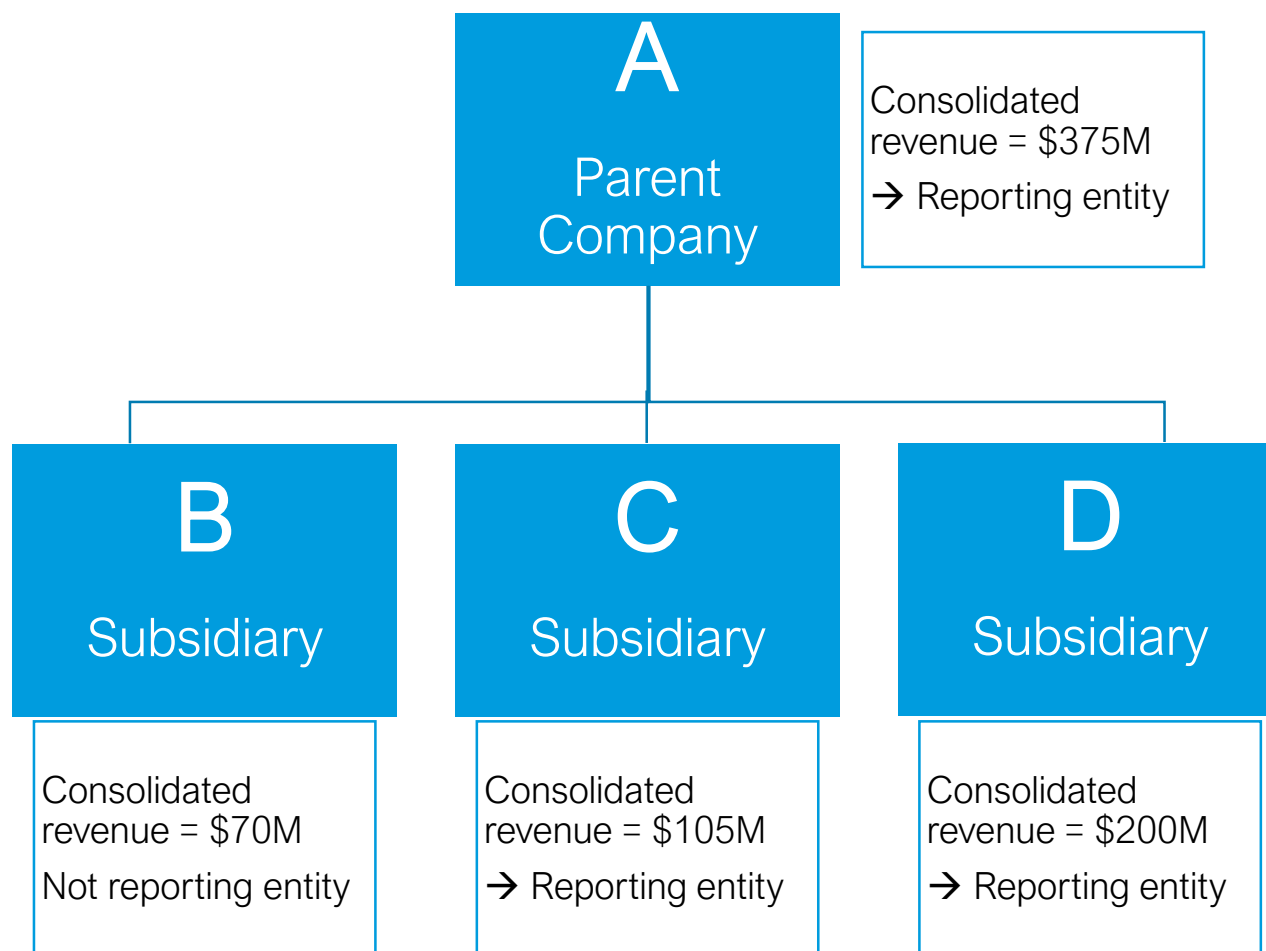 A
Parent
Company
Consolidated
revenue = $375M
→ Reporting entity
B
Subsidiary
Consolidated
revenue = $70M
Not reporting entity
C
Subsidiary
Consolidated
revenue = $105M
→ Reporting entity
D
Subsidiary
Consolidated
revenue = $200M
→ Reporting entity